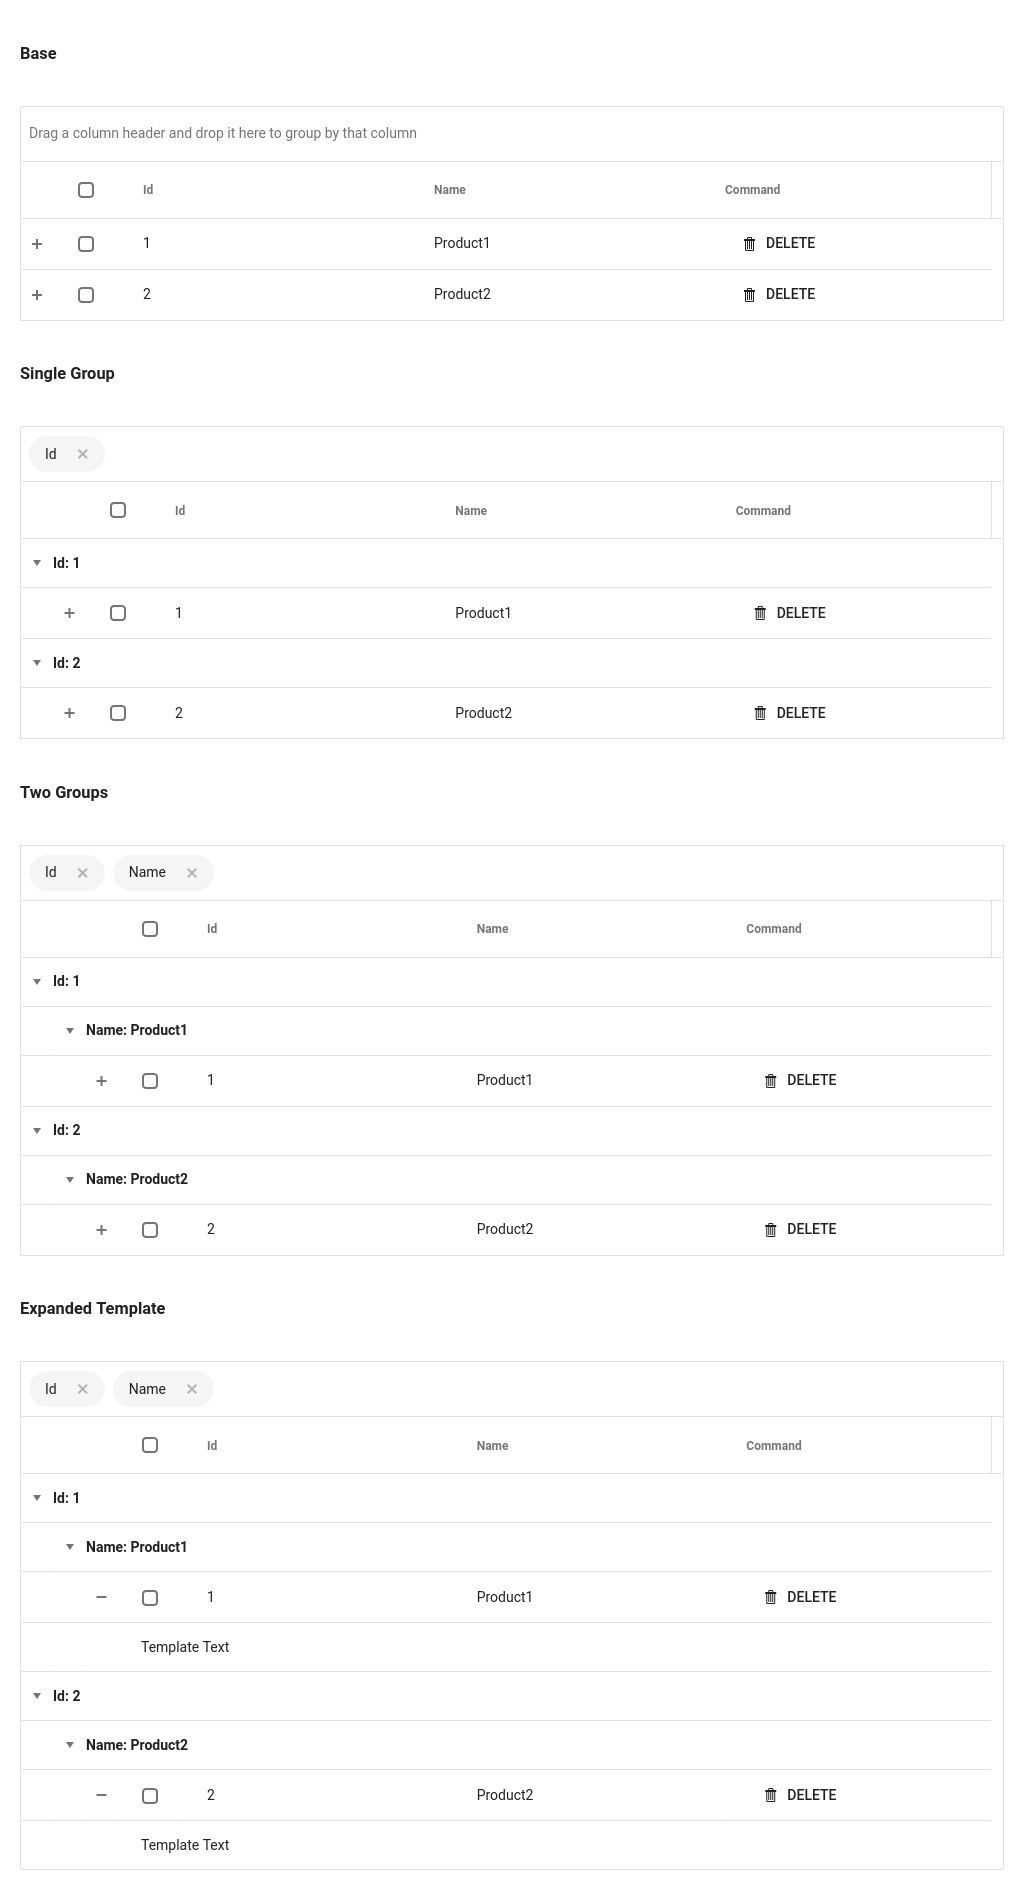 Base
Drag a column header and drop it here to group by that column
Id Name Command
1 Product1 DELETE
2 Product2 DELETE
Single Group
Id
Id Name Command
Id: 1
1 Product1 DELETE
Id: 2
2 Product2 DELETE
Two Groups
Id Name
Id Name Command
Id: 1
Name: Product1
1 Product1 DELETE
Id: 2
Name: Product2
2 Product2 DELETE
Expanded Template
Id Name
Id Name Command
Id: 1
Name: Product1
1 Product1 DELETE
Template Text
Id: 2
Name: Product2
2 Product2 DELETE
Template Text